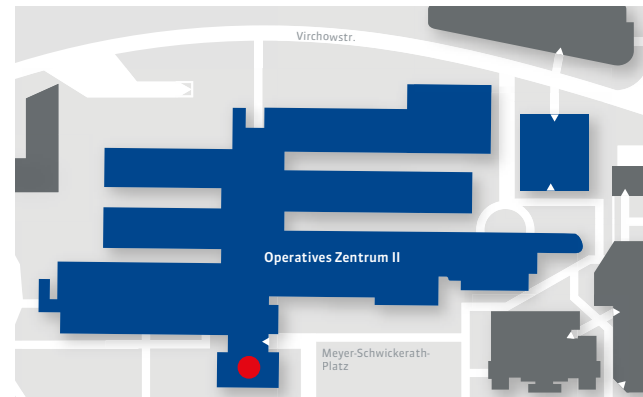 Virchowstr.
Operatives Zentrum II
Meyer-Schwickerath-
Platz